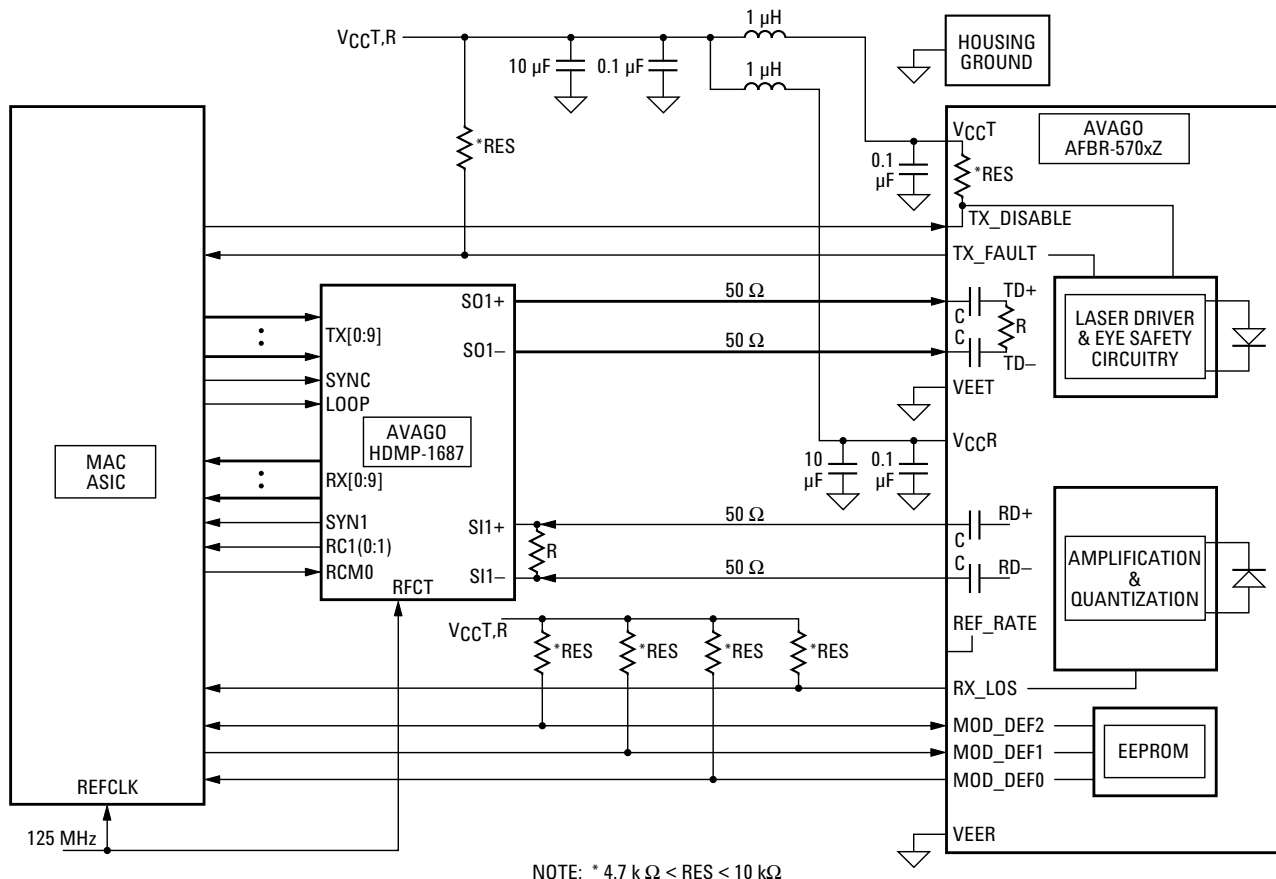 1 µH
VCCT,R
10 µF
0.1 µF
1 µH
HOUSING
GROUND
*RES
VCCT
AVAGO
AFBR-570xZ
0.1
µF
*RES
TX_DISABLE
TX_FAULT
SO1+
50 Ω
TD+
C
R
LASER DRIVER
& EYE SAFETY
CIRCUITRY
TX[0:9]
:
SO1–
50 Ω
C
TD–
SYNC
LOOP
VEET
MAC
ASIC
AVAGO
HDMP-1687
VCCR
10
µF
0.1
µF
RX[0:9]
:
SYN1
RC1(0:1)
RCM0
SI1+
50 Ω
RD+
C
R
AMPLIFICATION
&
QUANTIZATION
SI1–
50 Ω
C
RD–
RFCT
VCCT,R
REF_RATE
*RES
*RES
*RES
*RES
RX_LOS
MOD_DEF2
MOD_DEF1
MOD_DEF0
EEPROM
REFCLK
125 MHz
VEER
NOTE: * 4.7 k Ω < RES < 10 kΩ